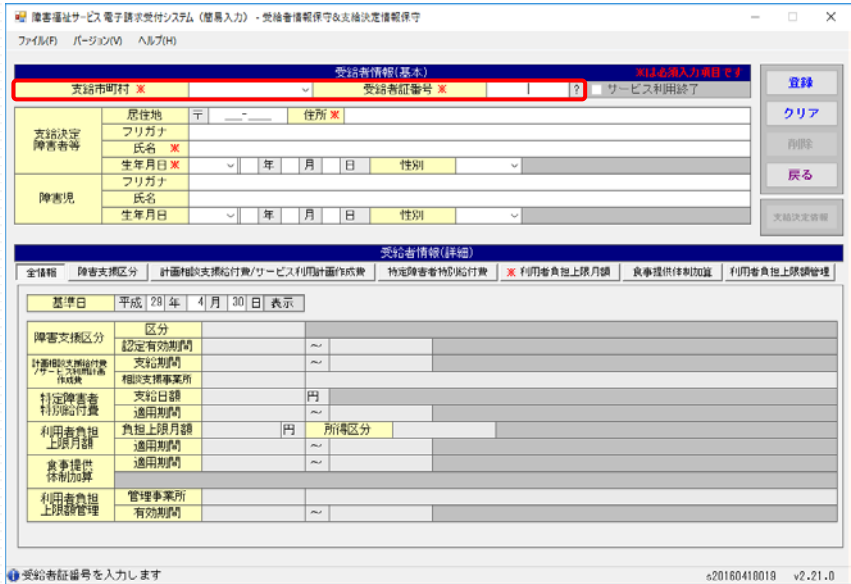 障害福祉サービス 電子請求受付システム（簡易入力） - 受給者情報保守&支給決定情報保守
ファイル(F) バージョン(V) ヘルプ(H)
受給者情報(基本) ※は必須入力項目です
支給市町村 ※ 受給者証番号 ※ ? サービス利用終了
登録
クリア
削除
戻る
支給決定情報
支給決定
障害者等
居住地 〒 __-__ 住所 ※
フリガナ
氏名 ※
生年月日 ※ 年 月 日 性別
障害児
フリガナ
氏名
生年月日 年 月 日 性別
受給者情報(詳細)
全情報 障害支援区分 計画相談支援給付費/サービス利用計画作成費 特定障害者特別給付費 ※ 利用者負担上限月額 食事提供体制加算 利用者負担上限額管理
基準日 平成 29 年 4 月 30 日 表示
障害支援区分
区分
認定有効期間 ～
計画相談支援給付費
/サービス利用計画
作成費
支給期間 ～
相談支援事業所
特定障害者
特別給付費
支給日額 円
適用期間 ～
利用者負担
上限月額
負担上限月額 円 所得区分
適用期間 ～
食事提供
体制加算
適用期間 ～
利用者負担
上限額管理
管理事業所
有効期間 ～
受給者証番号を入力します s20160410019 v2.21.0